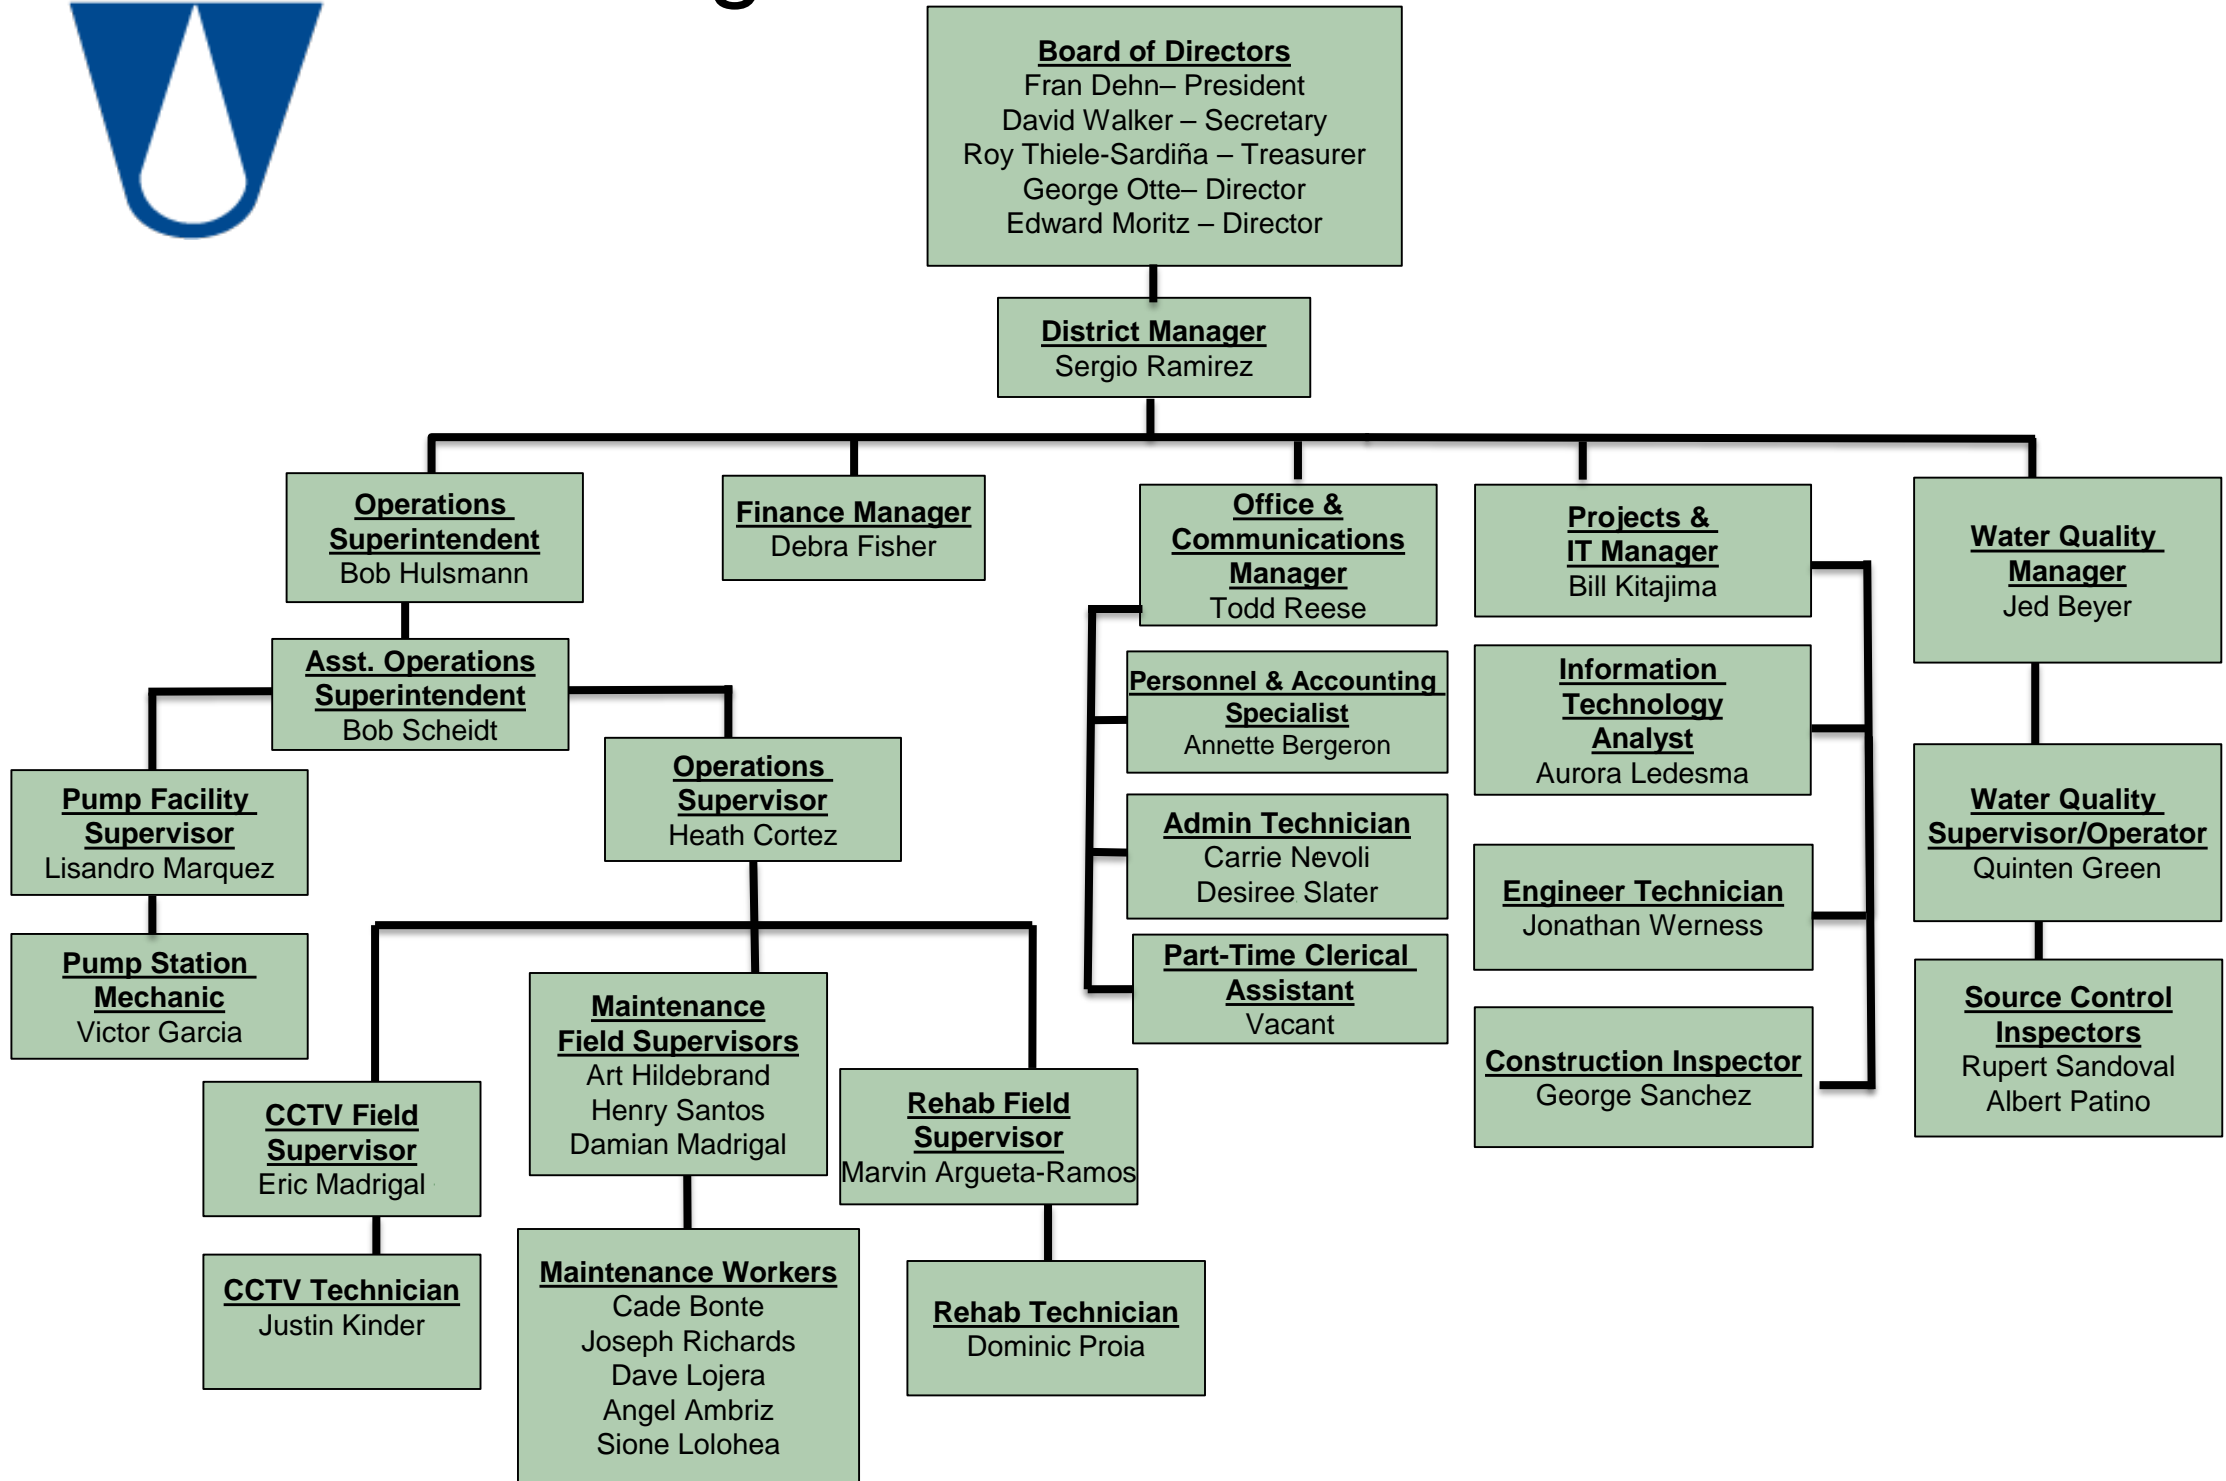 Board of Directors
Fran Dehn– President
David Walker – Secretary
Roy Thiele-Sardiña – Treasurer
George Otte– Director
Edward Moritz – Director
District Manager
Sergio Ramirez
Operations
Superintendent
Bob Hulsmann
Finance Manager
Debra Fisher
Office &
Communications
Manager
Todd Reese
Projects &
IT Manager
Bill Kitajima
Water Quality
Manager
Jed Beyer
Asst. Operations
Superintendent
Bob Scheidt
Pump Facility
Supervisor
Lisandro Marquez
Pump Station
Mechanic
Victor Garcia
Operations
Supervisor
Heath Cortez
CCTV Field
Supervisor
Eric Madrigal
CCTV Technician
Justin Kinder
Maintenance
Field Supervisors
Art Hildebrand
Henry Santos
Damian Madrigal
Maintenance Workers
Cade Bonte
Joseph Richards
Dave Lojera
Angel Ambriz
Sione Lolohea
Rehab Field
Supervisor
Marvin Argueta-Ramos
Rehab Technician
Dominic Proia
Personnel & Accounting
Specialist
Annette Bergeron
Admin Technician
Carrie Nevoli
Desiree Slater
Part-Time Clerical
Assistant
Vacant
Information
Technology
Analyst
Aurora Ledesma
Engineer Technician
Jonathan Werness
Construction Inspector
George Sanchez
Water Quality
Supervisor/Operator
Quinten Green
Source Control
Inspectors
Rupert Sandoval
Albert Patino